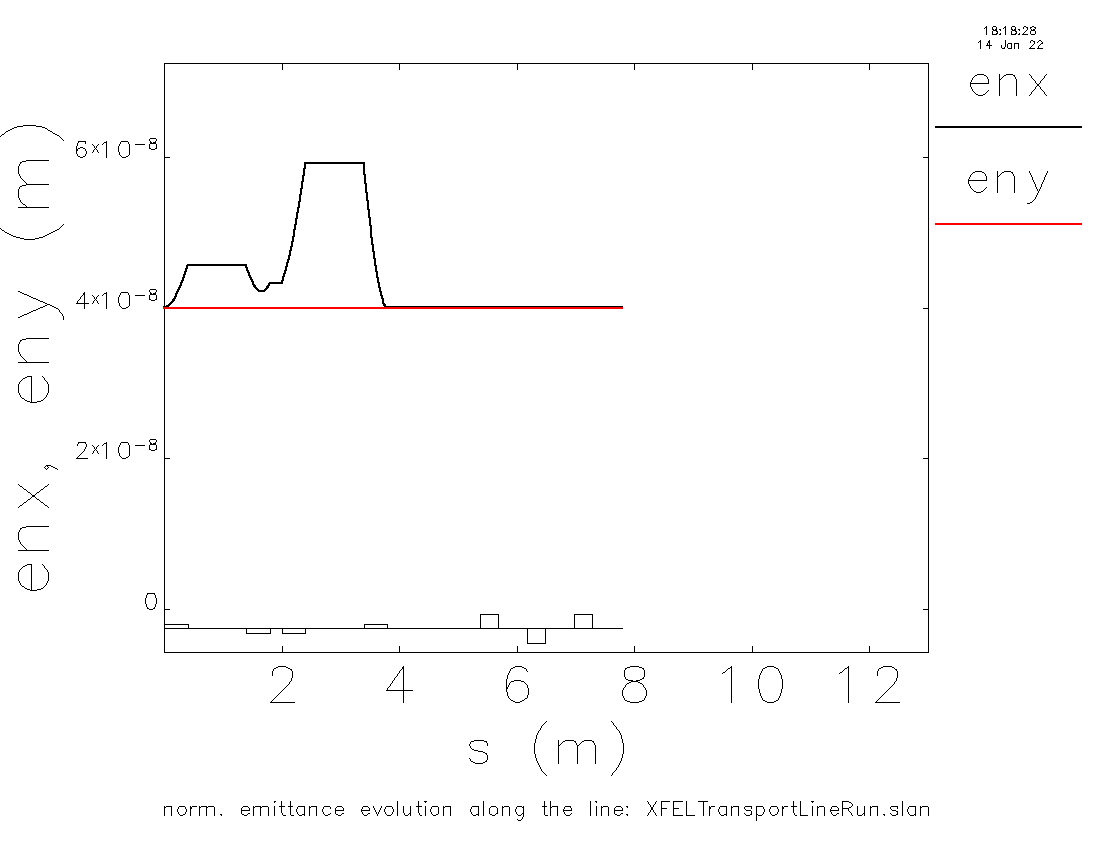 18:18:28
14 Jan 22
enx
eny
enx, eny (m)
6×10⁻⁸
4×10⁻⁸
2×10⁻⁸
0
2 4 6 8 10 12
s (m)
norm. emittance evolution along the line: XFELTransportLineRun.slan